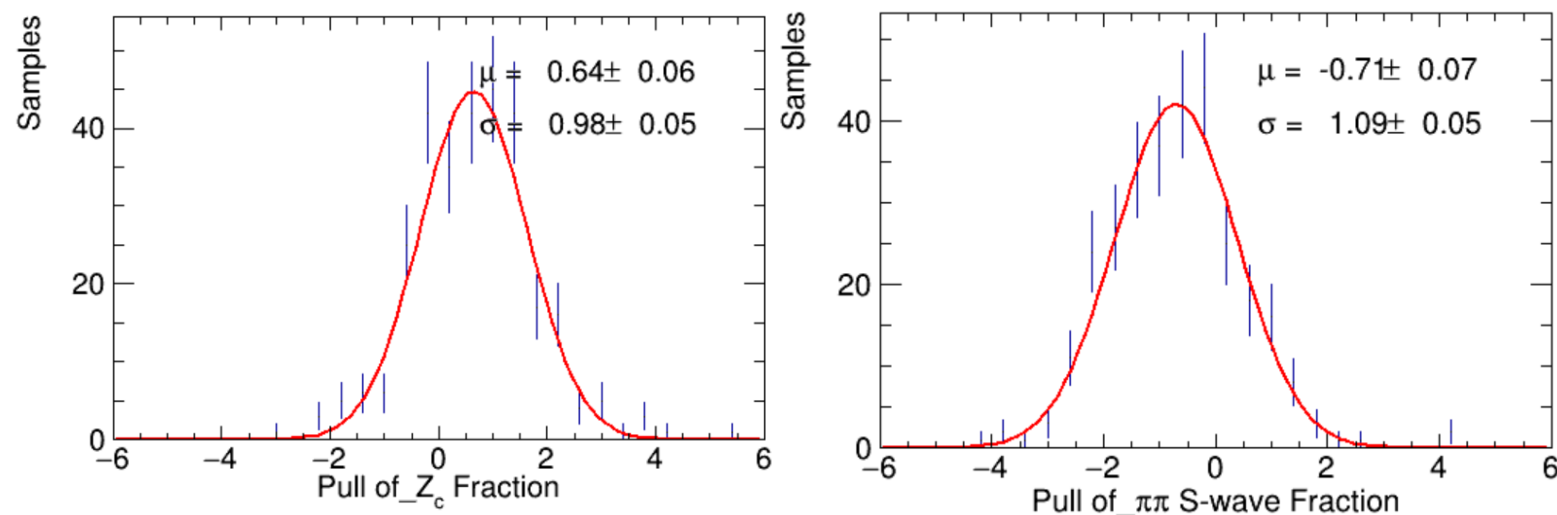 Samples
40
20
0
μ = 0.64± 0.06
σ = 0.98± 0.05
−6 −4 −2 0 2 4 6
Pull of_Z_c Fraction
Samples
40
20
0
μ = -0.71± 0.07
σ = 1.09± 0.05
−6 −4 −2 0 2 4 6
Pull of_ππ S-wave Fraction